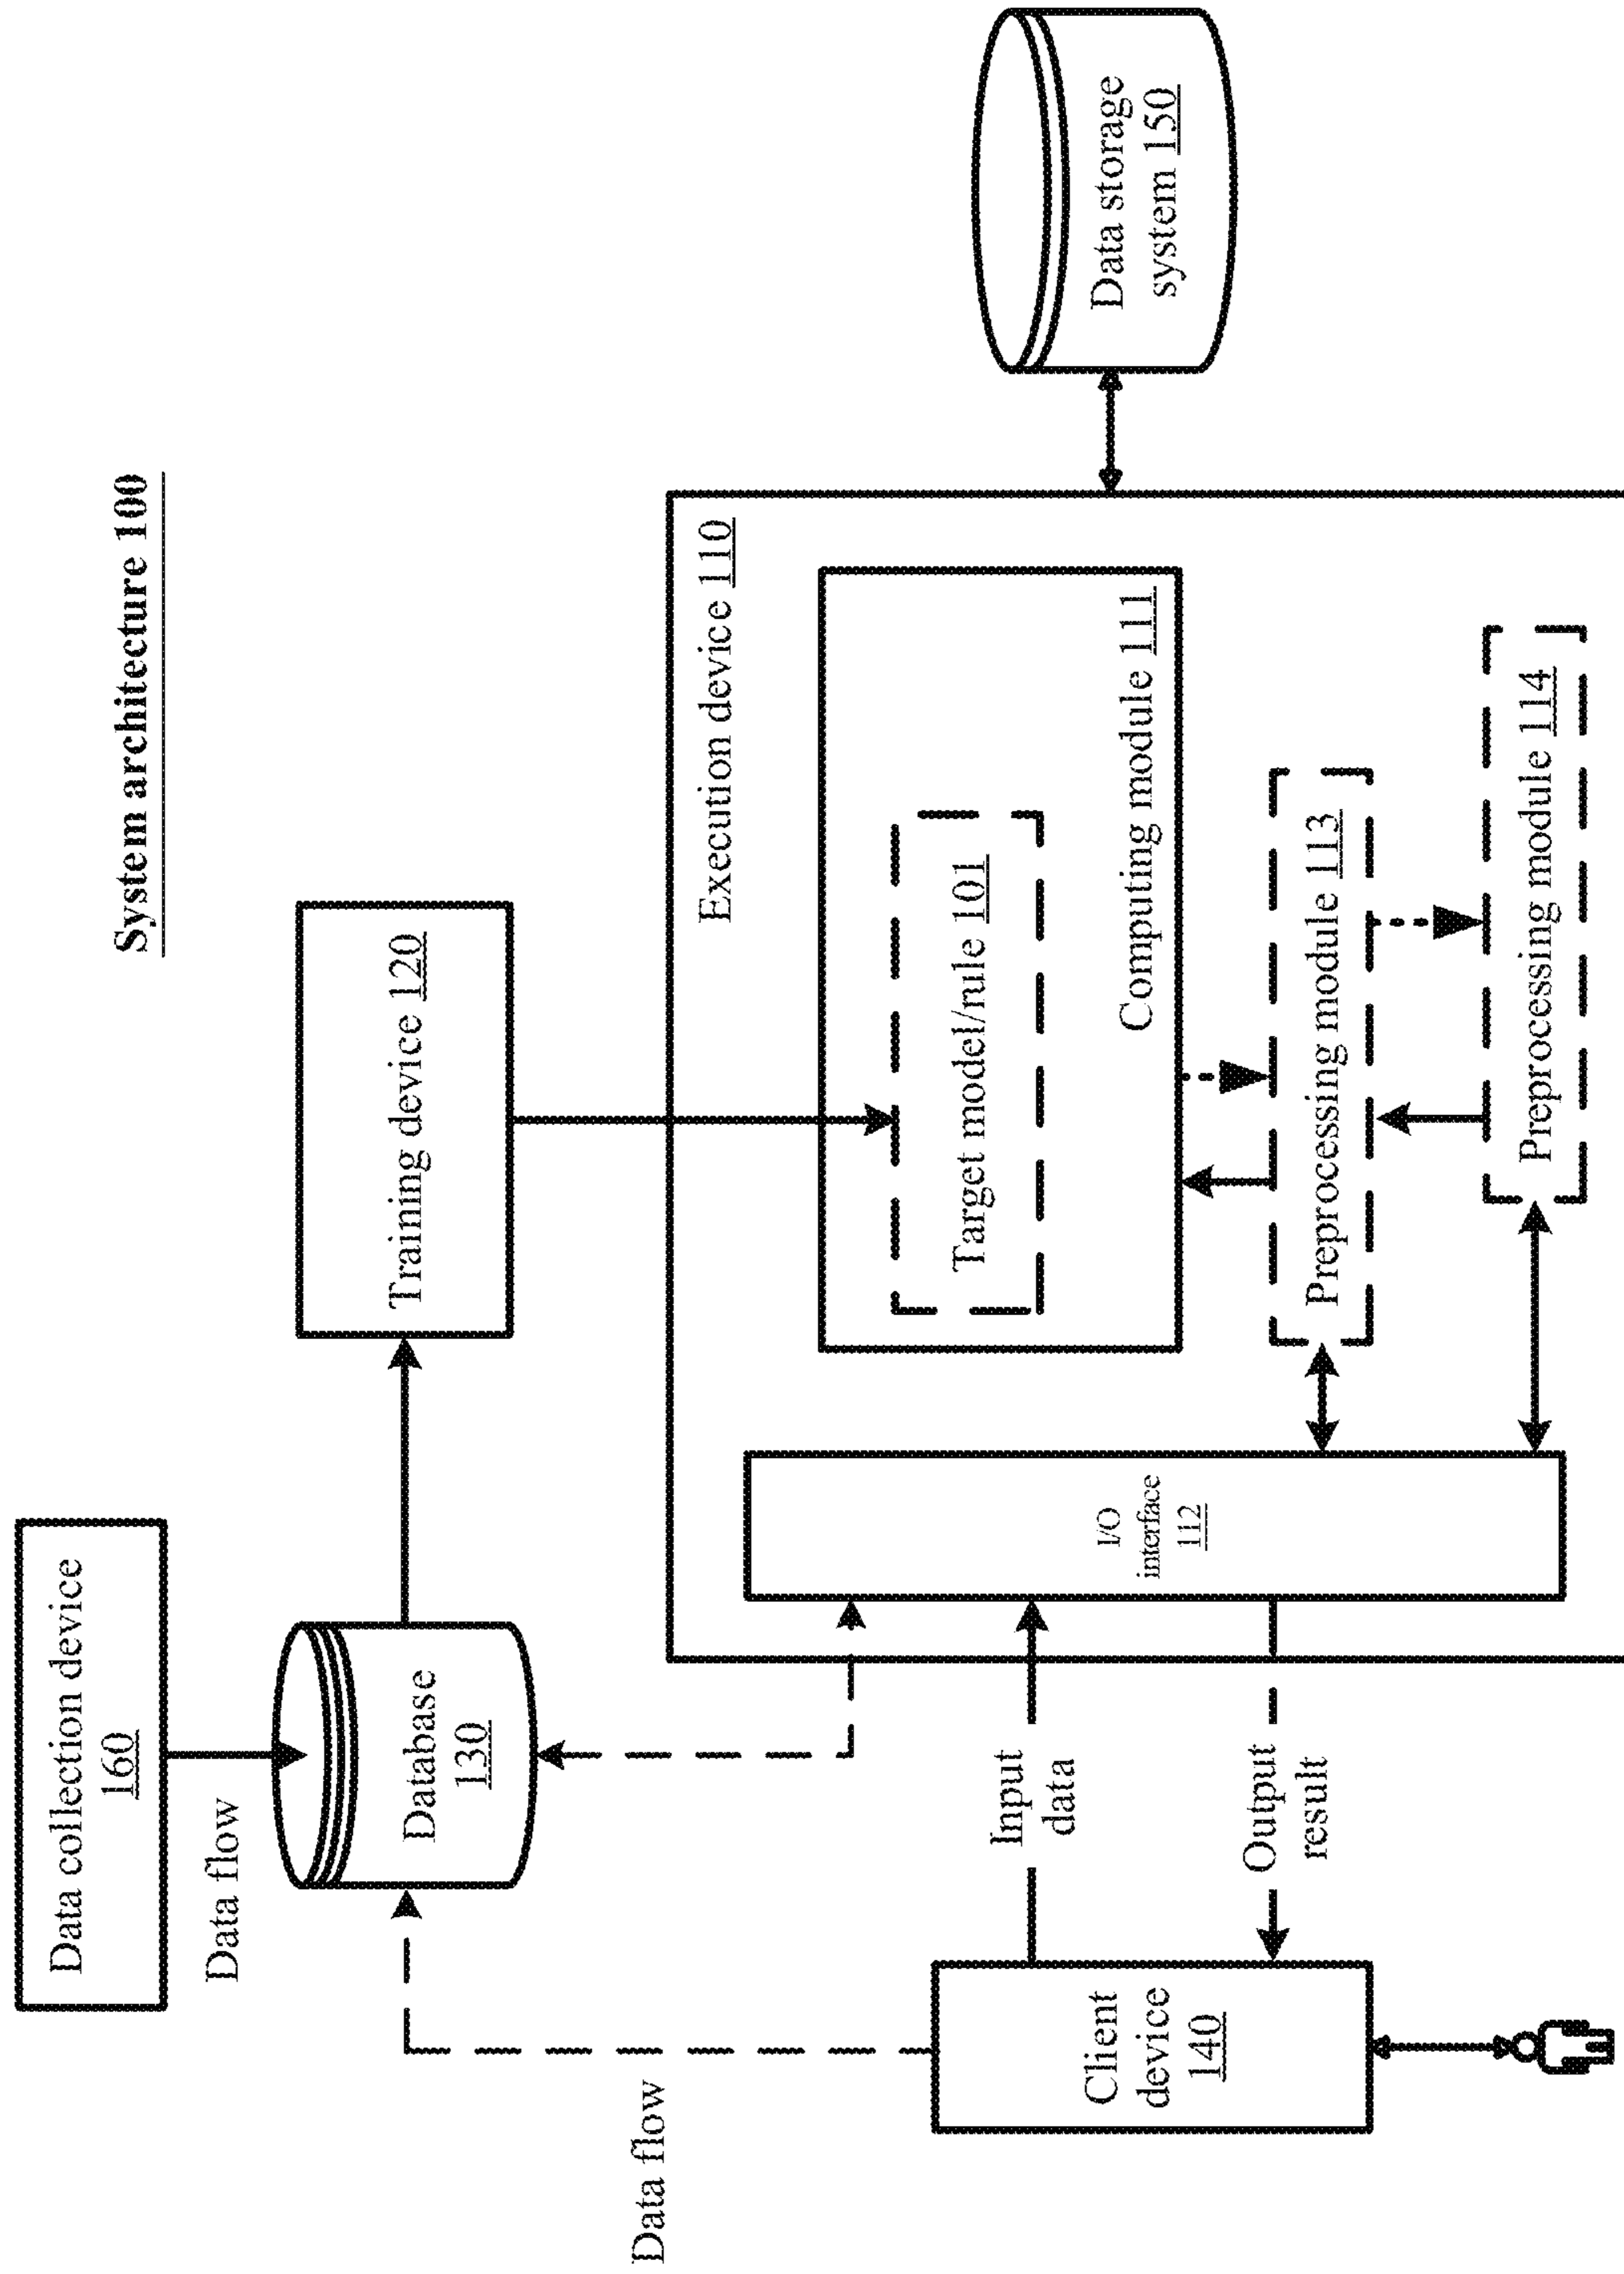 System architecture 100
Data collection device
160
Data flow
Database
130
Training device 120
Data flow
Execution device 110
Target model/rule 101
Computing module 111
Data storage
system 150
Client
device
140
Input
data
Output
result
I/O
interface
112
Preprocessing module 113
Preprocessing module 114